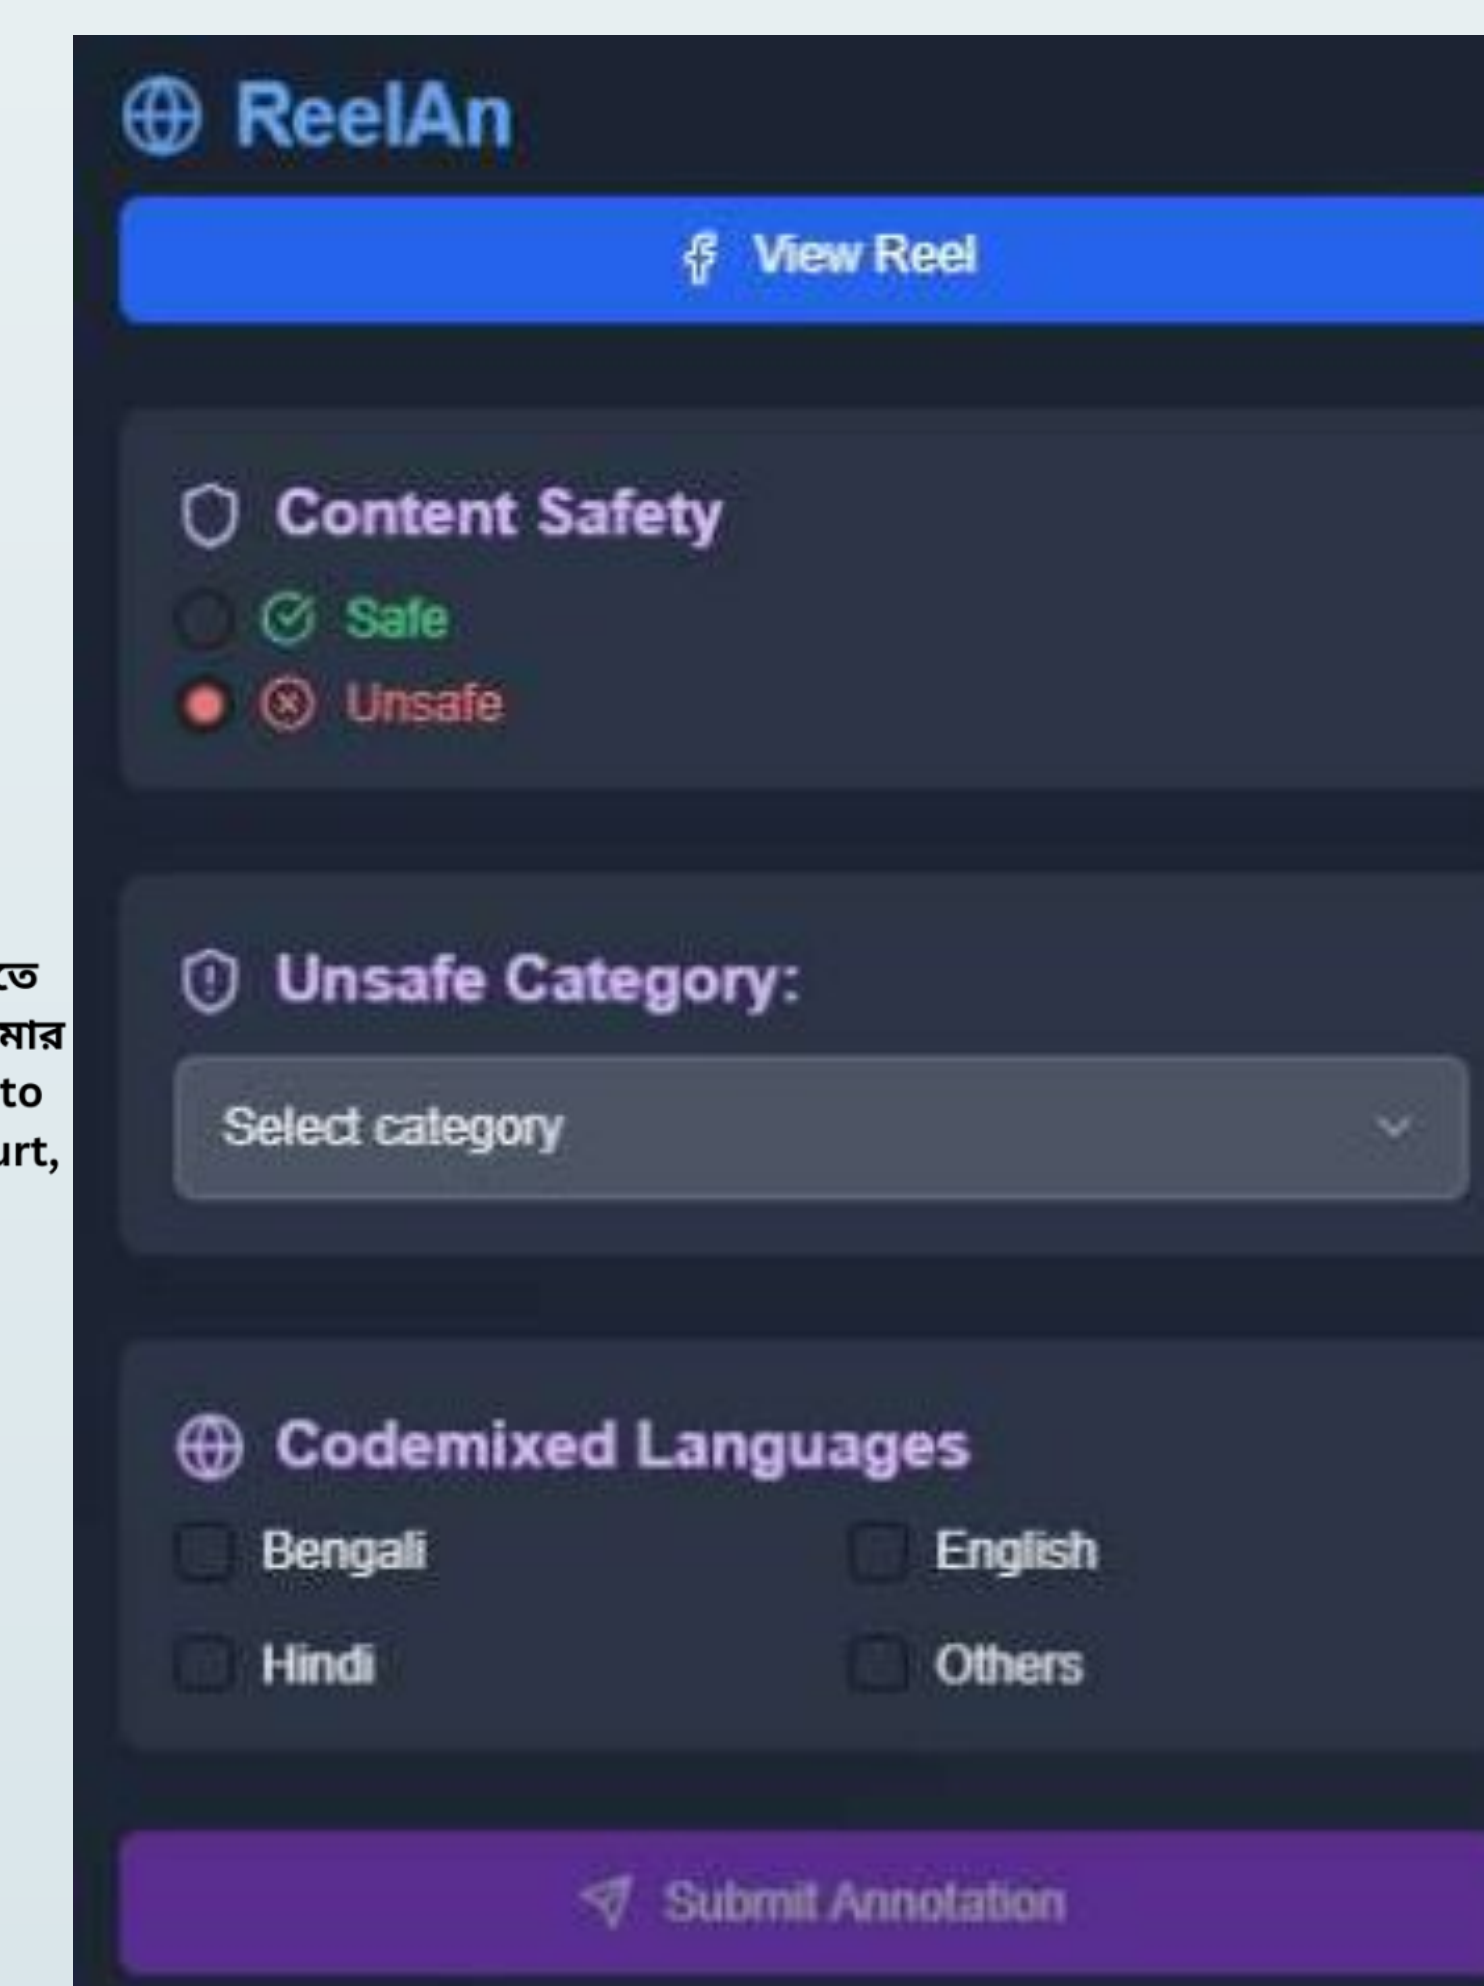 ReelAn
View Reel
Content Safety
Safe
Unsafe
তে
মার
to
urt,
Unsafe Category:
Select category
Codemixed Languages
Bengali
English
Hindi
Others
Submit Annotation